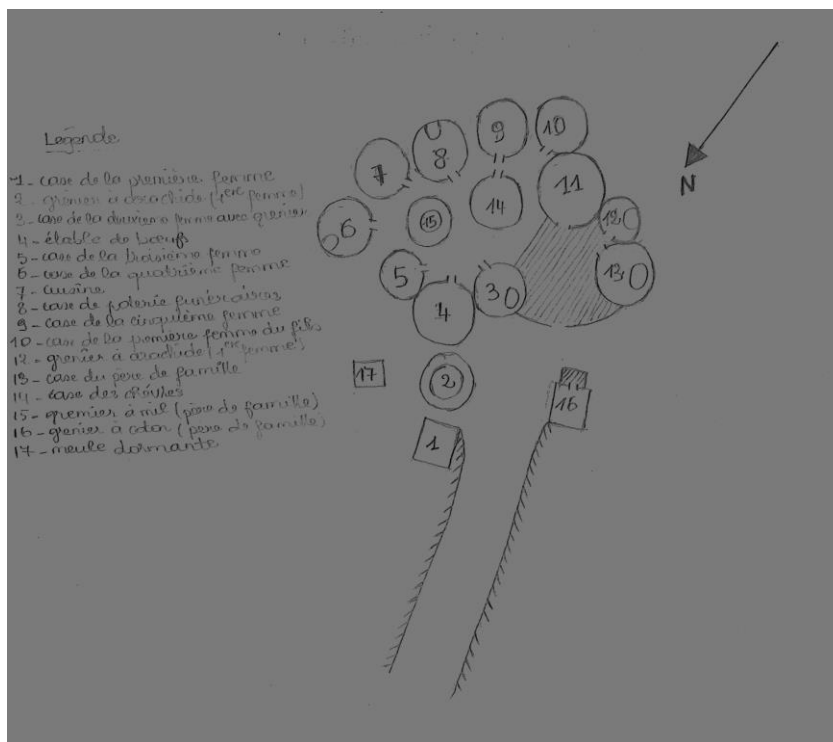 Légende
1 - case de la première femme
2 - grenier à arachide (1ere femme)
3 - case de la deuxième femme avec grenier
4 - étable de boeufs
5 - case de la troisième femme
6 - case de la quatrième femme
7 - cuisine
8 - case de poterie funéraires
9 - case de la cinquième femme
10 - case de la première femme du fils
12 - grenier à arachide (1ere femme)
13 - case du père de famille
14 - case des chèvres
15 - grenier à mil (père de famille)
16 - grenier à coton (père de famille)
17 - meule dormante
9
10
8
7
11
14
6
15
12
5
13
3
4
N
17
2
16
1